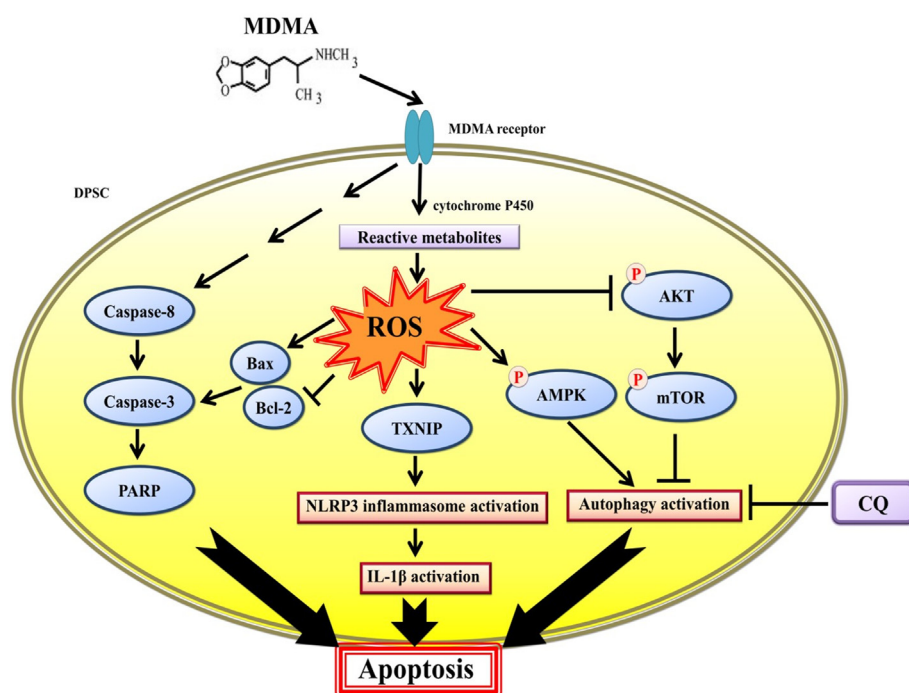 MDMA
O
O
NHCH3
CH3
MDMA receptor
DPSC
cytochrome P450
Reactive metabolites
ROS
P
AKT
Caspase-8
Bax
Bcl-2
Caspase-3
TXNIP
P
AMPK
P
mTOR
PARP
NLRP3 inflammasome activation
Autophagy activation
CQ
IL-1β activation
Apoptosis